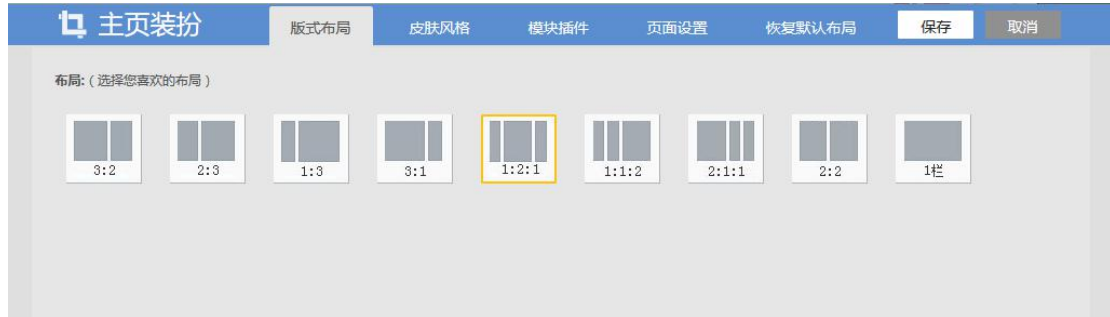 主页装扮 版式布局 皮肤风格 模块插件 页面设置 恢复默认布局 保存 取消
布局:（选择您喜欢的布局）
3:2 2:3 1:3 3:1 1:2:1 1:1:2 2:1:1 2:2 1栏